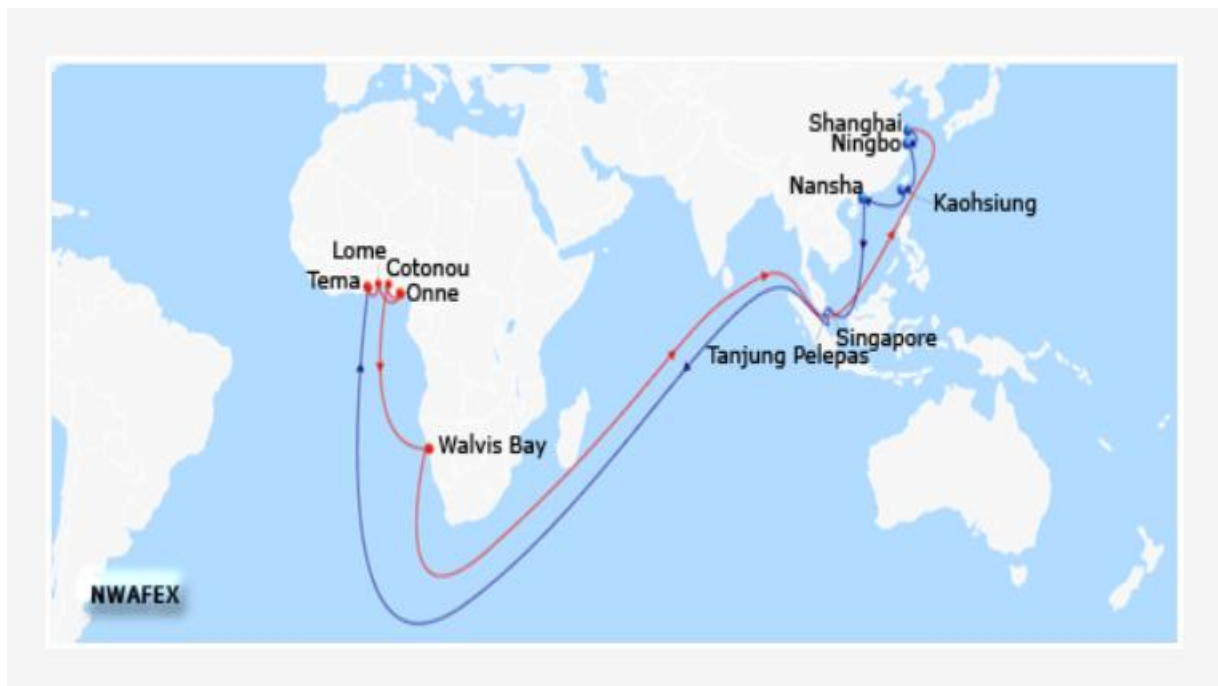 Shanghai
Ningbo
Nansha
Kaohsiung
Lome
Cotonou
Tema
Onne
Singapore
Tanjung Pelepas
Walvis Bay
NWAFEX